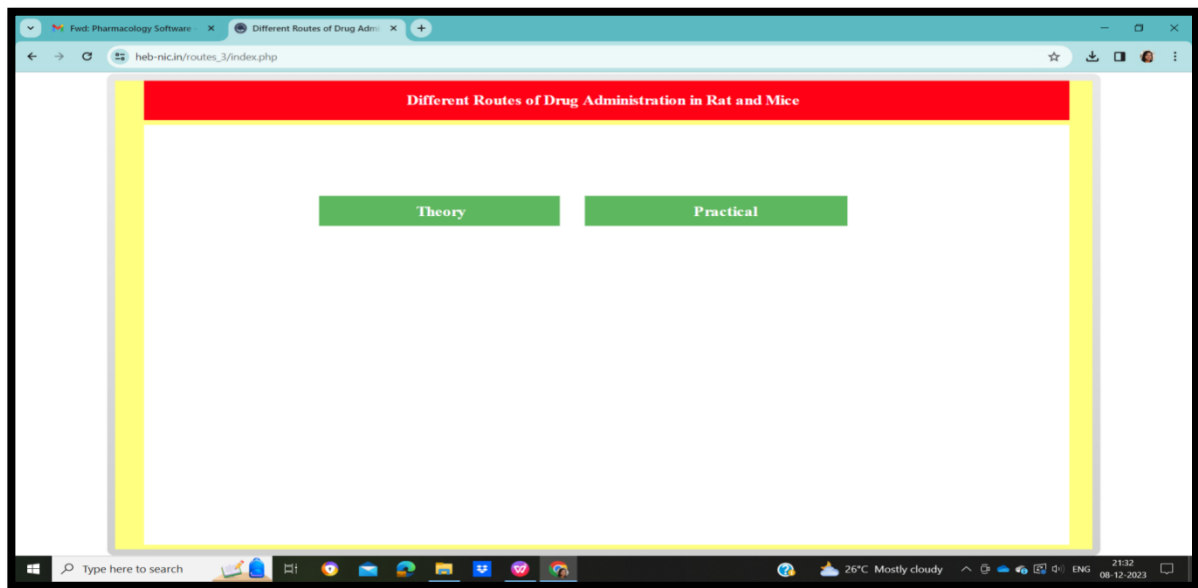 Fwd: Pharmacology Software -
Different Routes of Drug Adm
heb-nic.in/routes_3/index.php
Different Routes of Drug Administration in Rat and Mice
Theory Practical
Type here to search
26°C Mostly cloudy
ENG
21:32
08-12-2023